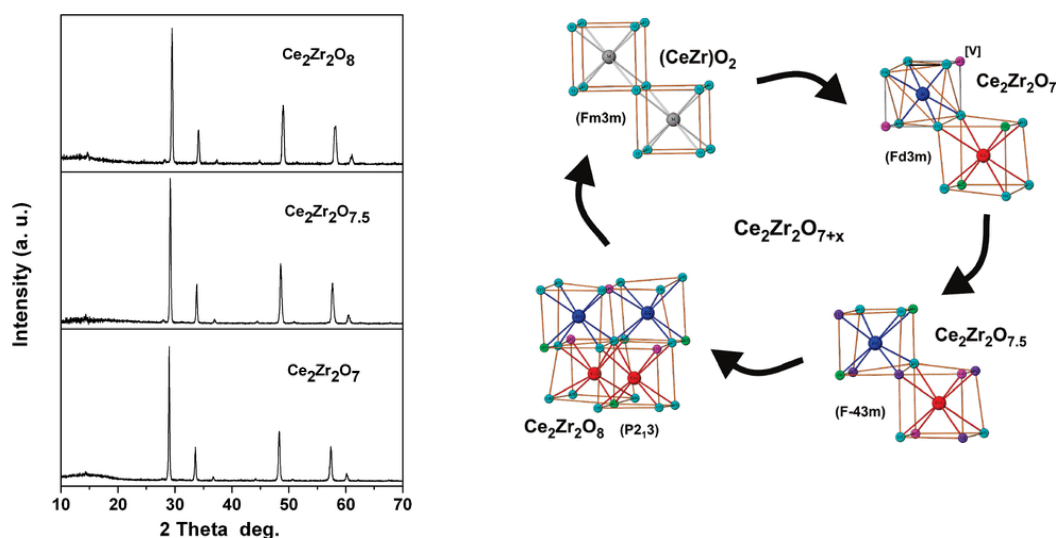 Intensity (a. u.)
Ce₂Zr₂O₈
Ce₂Zr₂O₇.₅
Ce₂Zr₂O₇
10 20 30 40 50 60 70
2 Theta deg.
(CeZr)O₂
(Fm3m)
[V]
Ce₂Zr₂O₇
(Fd3m)
Ce₂Zr₂O₇₊ₓ
Ce₂Zr₂O₇.₅
(F-43m)
Ce₂Zr₂O₈ (P2₁3)